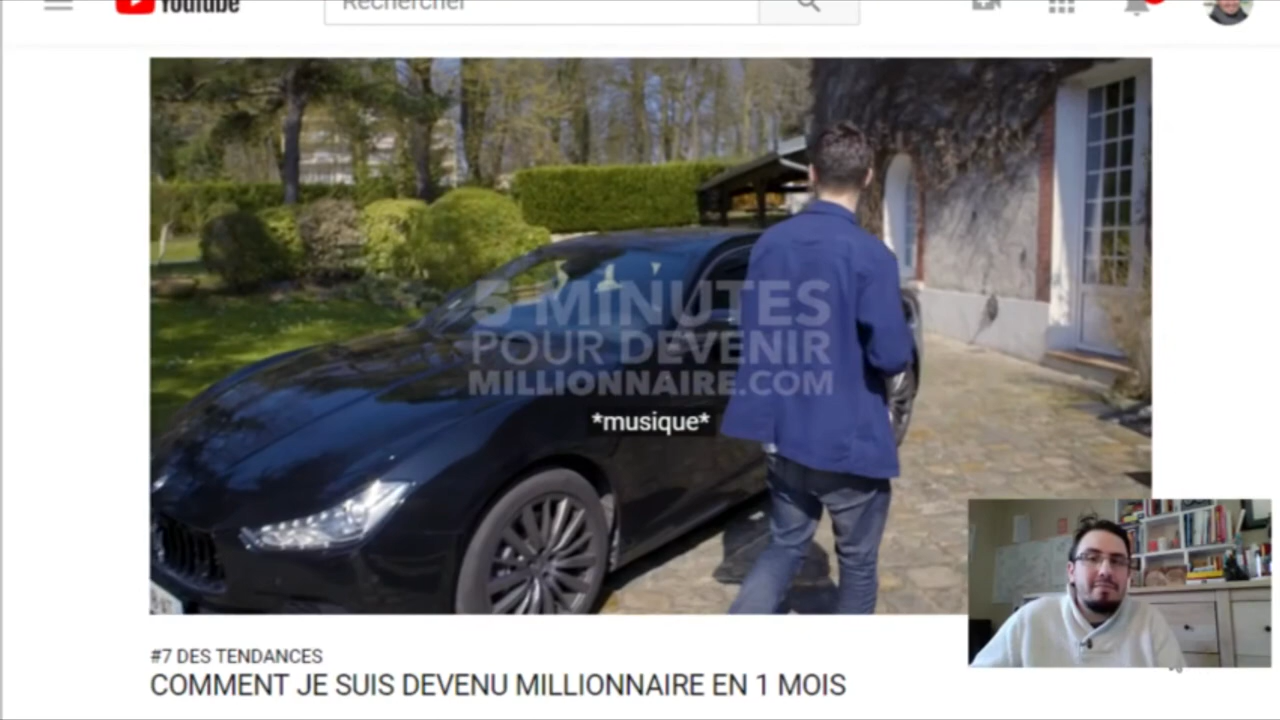 YouTube
Rechercher
5 MINUTES
POUR DEVENIR
MILLIONNAIRE.COM
*musique*
#7 DES TENDANCES
COMMENT JE SUIS DEVENU MILLIONNAIRE EN 1 MOIS